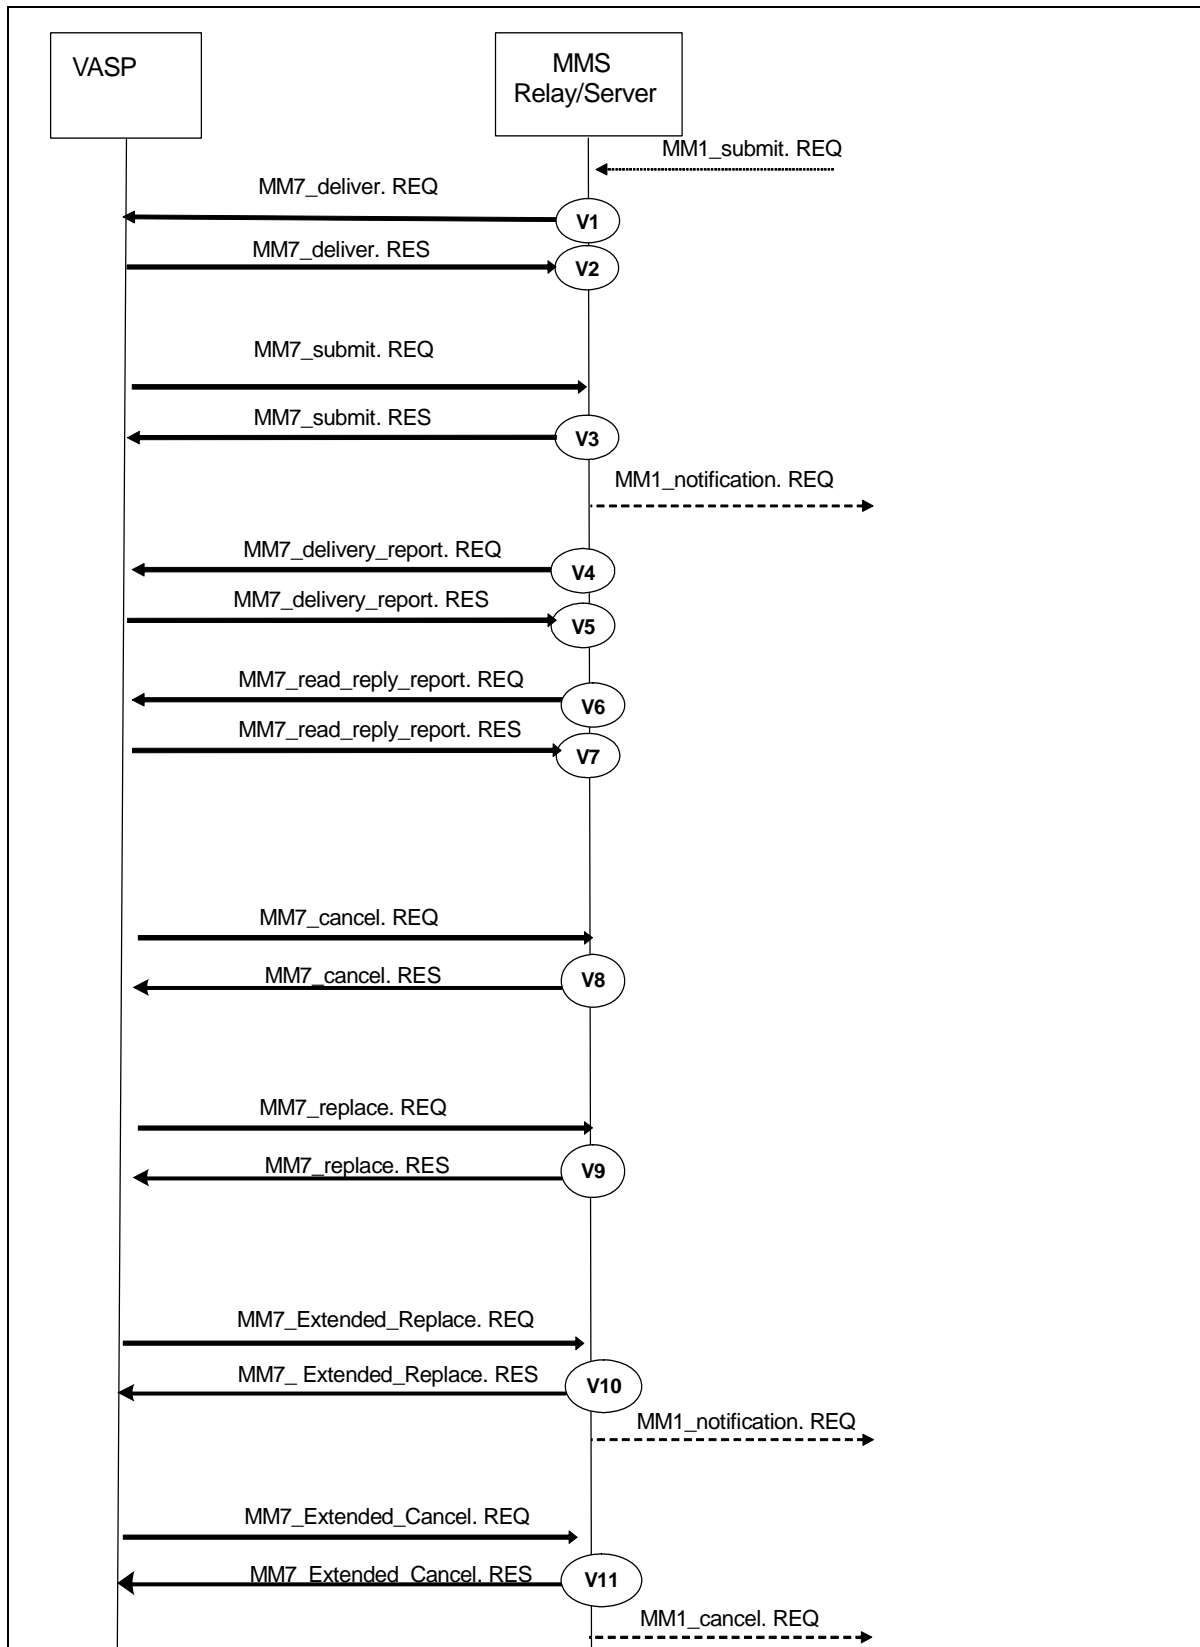 VASP
MMS
Relay/Server
MM1_submit. REQ
MM7_deliver. REQ
V1
MM7_deliver. RES
V2
MM7_submit. REQ
MM7_submit. RES
V3
MM1_notification. REQ
MM7_delivery_report. REQ
V4
MM7_delivery_report. RES
V5
MM7_read_reply_report. REQ
V6
MM7_read_reply_report. RES
V7
MM7_cancel. REQ
MM7_cancel. RES
V8
MM7_replace. REQ
MM7_replace. RES
V9
MM7_Extended_Replace. REQ
MM7_ Extended_Replace. RES
V10
MM1_notification. REQ
MM7_Extended_Cancel. REQ
MM7_Extended_Cancel. RES
V11
MM1_cancel. REQ